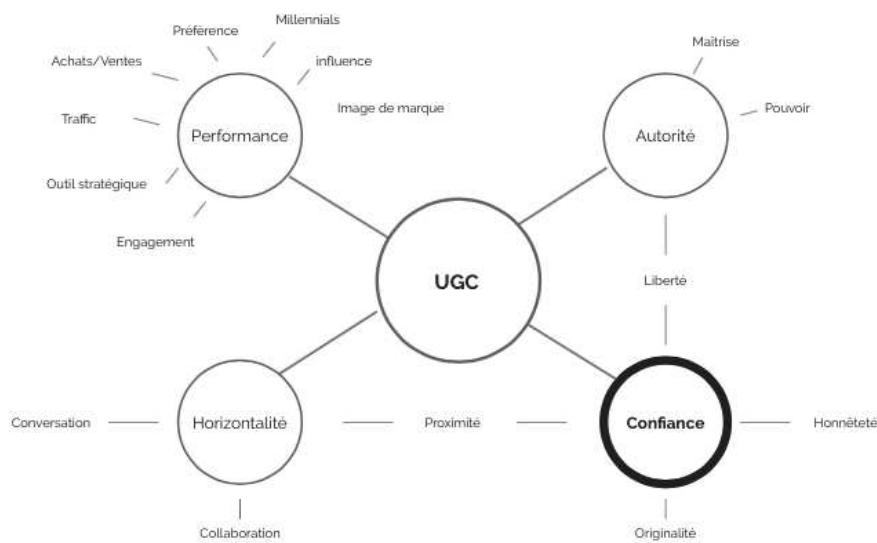 Millennials
Préférence
influence
Achats/Ventes
Image de marque
Traffic
Performance
Outil stratégique
Engagement
Maîtrise
Pouvoir
Autorité
UGC
Liberté
Conversation
Horizontalité
Proximité
Confiance
Honnêteté
Collaboration
Originalité